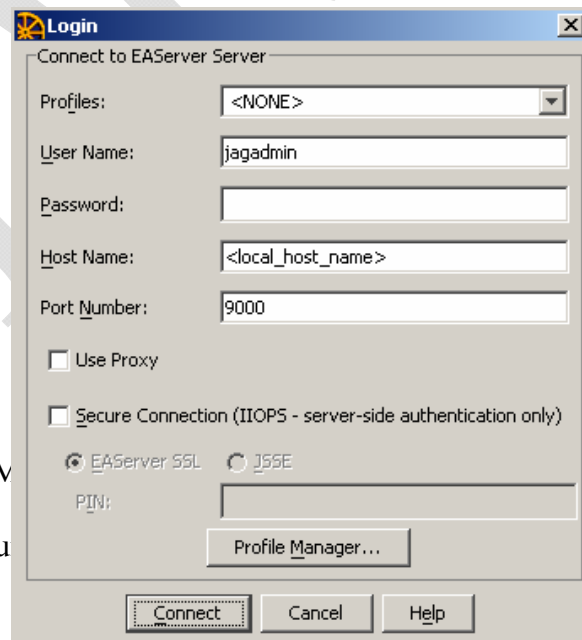 Login
Connect to EAServer Server
Profiles: <NONE>
User Name: jagadmin
Password:
Host Name: <local_host_name>
Port Number: 9000
Use Proxy
Secure Connection (IIOPS - server-side authentication only)
EAServer SSL JSSE
PIN:
Profile Manager...
Connect Cancel Help